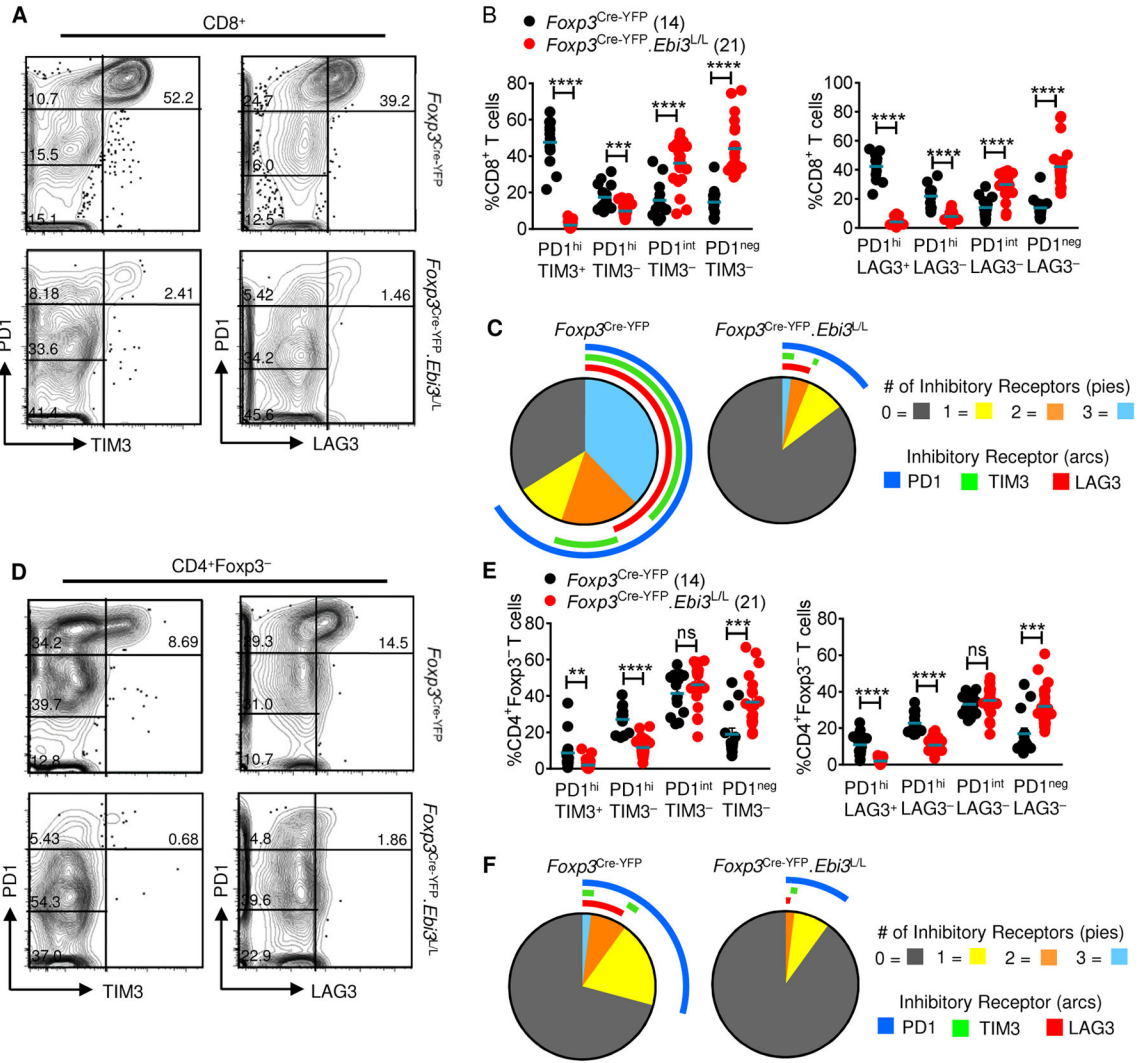 A
CD8⁺
10.7
52.2
15.5
15.1
24.7
39.2
16.0
12.5
Foxp3ᶜʳᵉ⁻ʸᶠᴾ
8.18
2.41
33.6
41.4
5.42
1.46
34.2
45.6
Foxp3Cre-YFP.Ebi3L/L
PD1
TIM3
PD1
LAG3
B
Foxp3Cre-YFP (14)
Foxp3Cre-YFP.Ebi3L/L (21)
%CD8+ T cells
80
60
40
20
0
****
***
****
****
PD1hi PD1hi PD1int PD1neg
TIM3+ TIM3– TIM3– TIM3–
%CD8+ T cells
100
80
60
40
20
0
****
****
****
****
PD1hi PD1hi PD1int PD1neg
LAG3+ LAG3– LAG3– LAG3–
C
Foxp3Cre-YFP
Foxp3Cre-YFP.Ebi3L/L
# of Inhibitory Receptors (pies)
0 = 1 = 2 = 3 =
Inhibitory Receptor (arcs)
PD1 TIM3 LAG3
D
CD4+Foxp3–
34.2
8.69
39.7
12.8
29.3
14.5
31.0
10.7
Foxp3Cre-YFP
5.43
0.68
54.3
37.0
14.8
1.86
39.6
22.9
Foxp3Cre-YFP.Ebi3L/L
PD1
TIM3
PD1
LAG3
E
Foxp3Cre-YFP (14)
Foxp3Cre-YFP.Ebi3L/L (21)
%CD4+Foxp3– T cells
80
60
40
20
0
**
****
ns
***
PD1hi PD1hi PD1int PD1neg
TIM3+ TIM3– TIM3– TIM3–
%CD4+Foxp3– T cells
80
60
40
20
0
****
****
ns
***
PD1hi PD1hi PD1int PD1neg
LAG3+ LAG3– LAG3– LAG3–
F
Foxp3Cre-YFP
Foxp3Cre-YFP.Ebi3L/L
# of Inhibitory Receptors (pies)
0 = 1 = 2 = 3 =
Inhibitory Receptor (arcs)
PD1 TIM3 LAG3